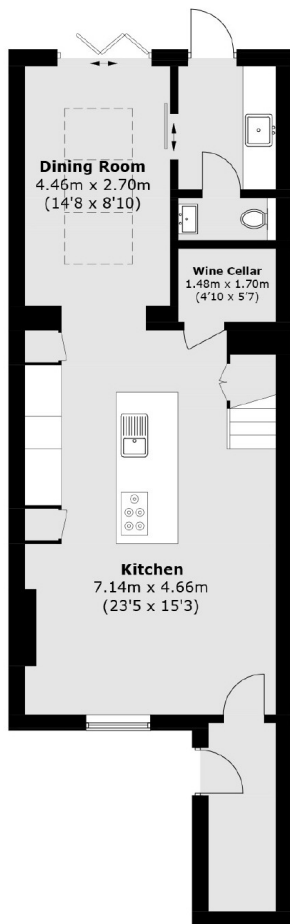 Dining Room
4.46m x 2.70m
(14'8 x 8'10)
Wine Cellar
1.48m x 1.70m
(4'10 x 5'7)
Kitchen
7.14m x 4.66m
(23'5 x 15'3)